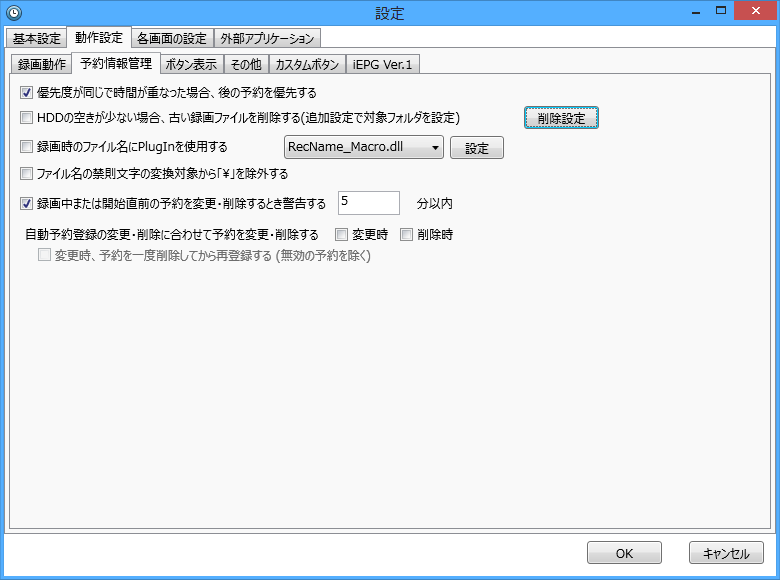 設定
基本設定 動作設定 各画面の設定 外部アプリケーション
録画動作 予約情報管理 ボタン表示 その他 カスタムボタン iEPG Ver.1
優先度が同じで時間が重なった場合、後の予約を優先する
HDDの空きが少ない場合、古い録画ファイルを削除する(追加設定で対象フォルダを設定) 削除設定
録画時のファイル名にPlugInを使用する RecName_Macro.dll 設定
ファイル名の禁則文字の変換対象から「¥」を除外する
録画中または開始直前の予約を変更・削除するとき警告する 5 分以内
自動予約登録の変更・削除に合わせて予約を変更・削除する 変更時 削除時
変更時、予約を一度削除してから再登録する (無効の予約を除く)
OK キャンセル